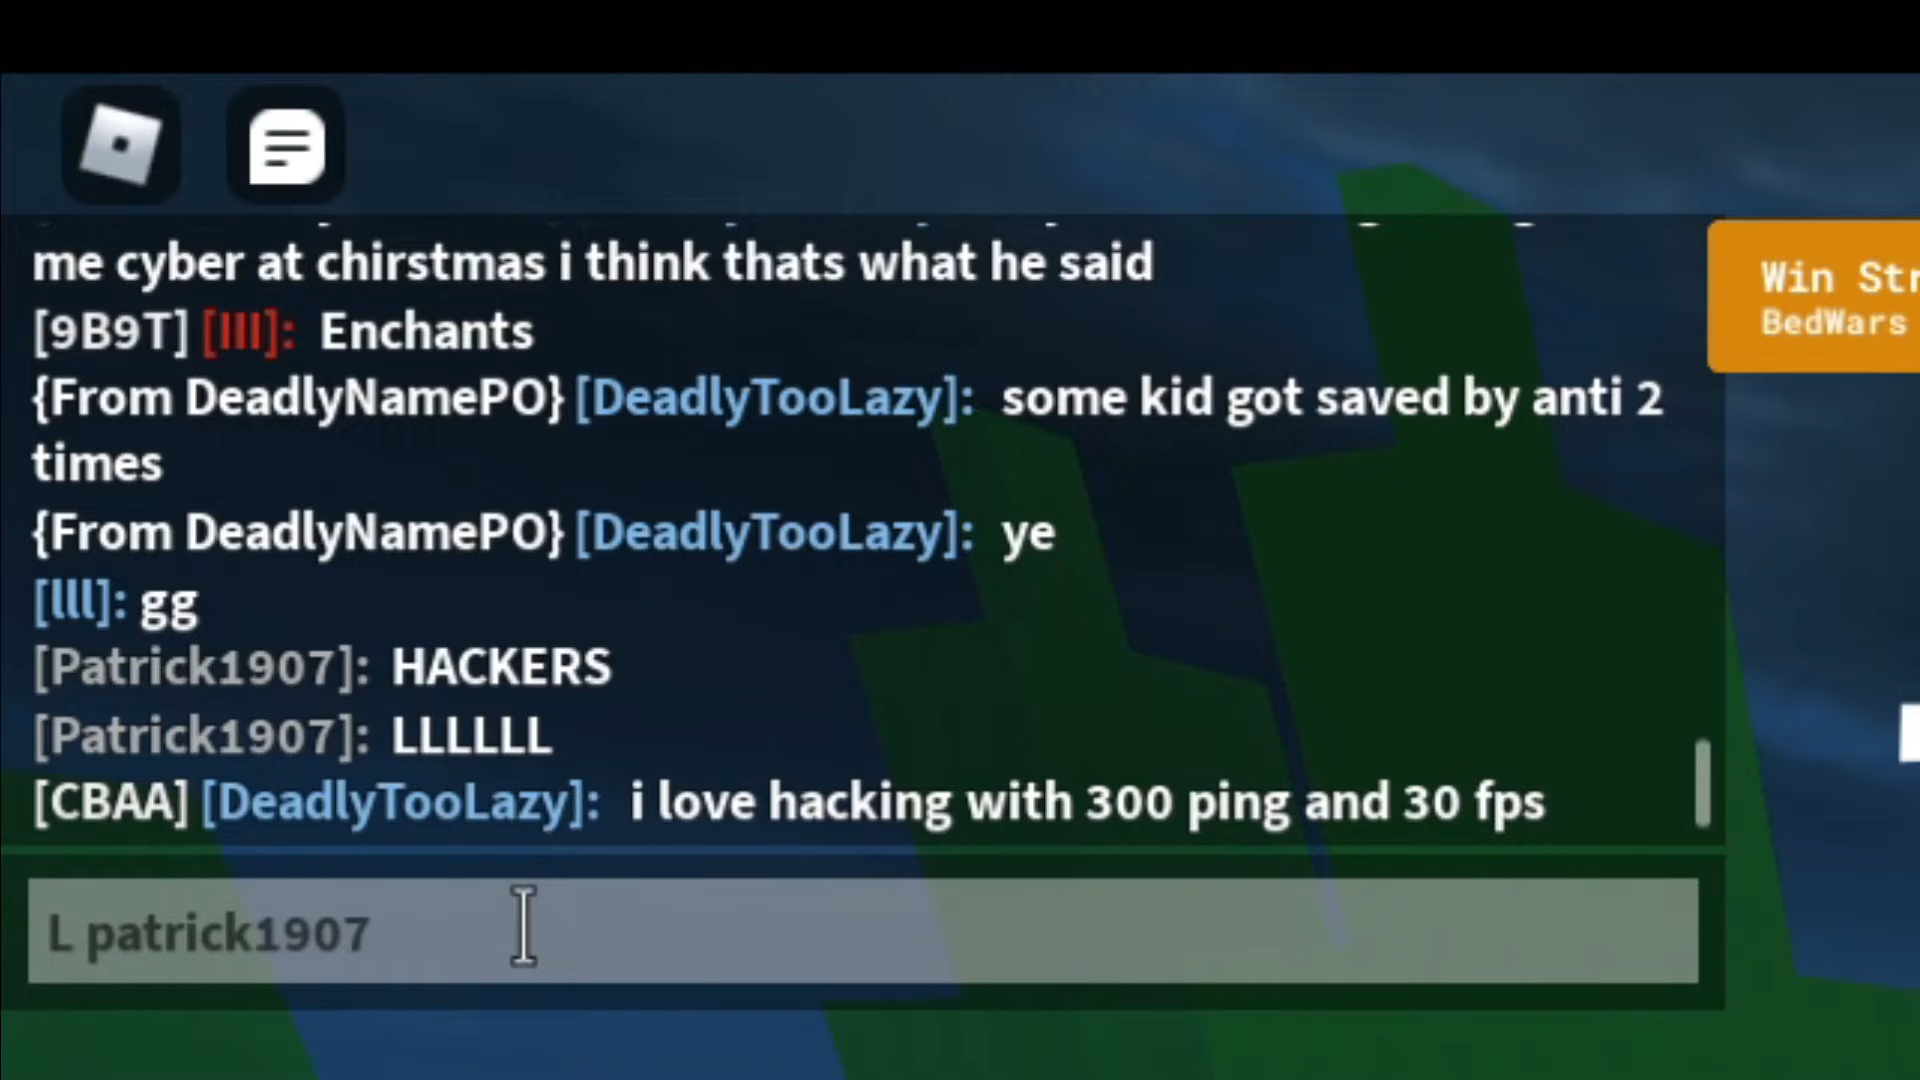 me cyber at chirstmas i think thats what he said
[9B9T] [lll]: Enchants
{From DeadlyNamePO} [DeadlyTooLazy]: some kid got saved by anti 2
times
{From DeadlyNamePO} [DeadlyTooLazy]: ye
[lll]: gg
[Patrick1907]: HACKERS
[Patrick1907]: LLLLLL
[CBAA] [DeadlyTooLazy]: i love hacking with 300 ping and 30 fps
L patrick1907
Win Str
BedWars